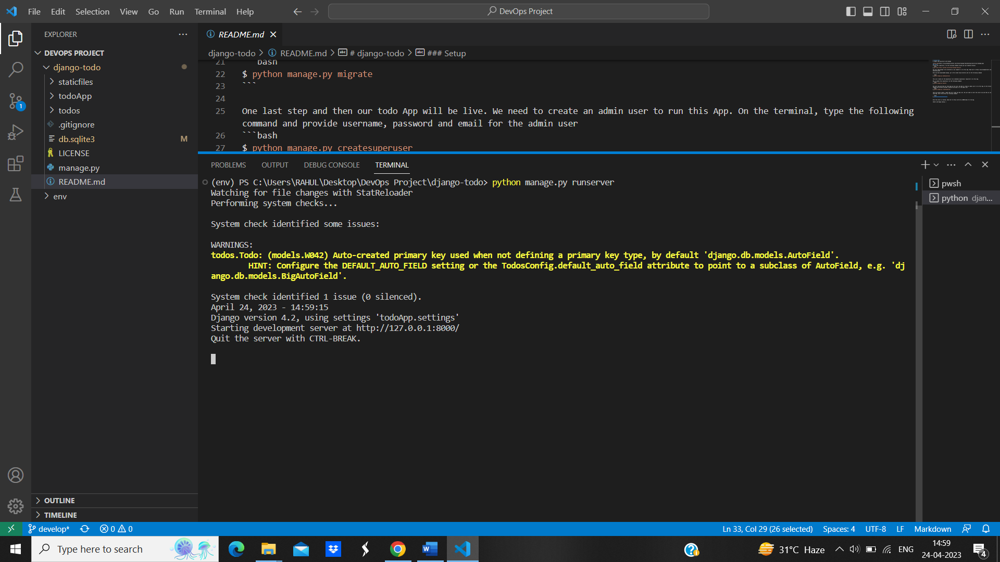 File Edit Selection View Go Run Terminal Help
DevOps Project
EXPLORER
DEVOPS PROJECT
django-todo
staticfiles
todoApp
todos
.gitignore
db.sqlite3 M
LICENSE
manage.py
README.md
env
OUTLINE
TIMELINE
1
README.md
django-todo > README.md > # django-todo > ### Setup
21 bash
22 $ python manage.py migrate
23 ```
24
25 One last step and then our todo App will be live. We need to create an admin user to run this App. On the terminal, type the following
command and provide username, password and email for the admin user
26 ```bash
27 $ python manage.py createsuperuser
PROBLEMS OUTPUT DEBUG CONSOLE TERMINAL
(env) PS C:\Users\RAHUL\Desktop\DevOps Project\django-todo> python manage.py runserver
Watching for file changes with StatReloader
Performing system checks...
System check identified some issues:
WARNINGS:
todos.Todo: (models.W042) Auto-created primary key used when not defining a primary key type, by default 'django.db.models.AutoField'.
HINT: Configure the DEFAULT_AUTO_FIELD setting or the TodosConfig.default_auto_field attribute to point to a subclass of AutoField, e.g. 'dj
ango.db.models.BigAutoField'.
System check identified 1 issue (0 silenced).
April 24, 2023 - 14:59:15
Django version 4.2, using settings 'todoApp.settings'
Starting development server at http://127.0.0.1:8000/
Quit the server with CTRL-BREAK.
pwsh
python djan...
develop* 0 0
Ln 33, Col 29 (26 selected) Spaces: 4 UTF-8 LF Markdown
Type here to search
31°C Haze
ENG
14:59
24-04-2023
4